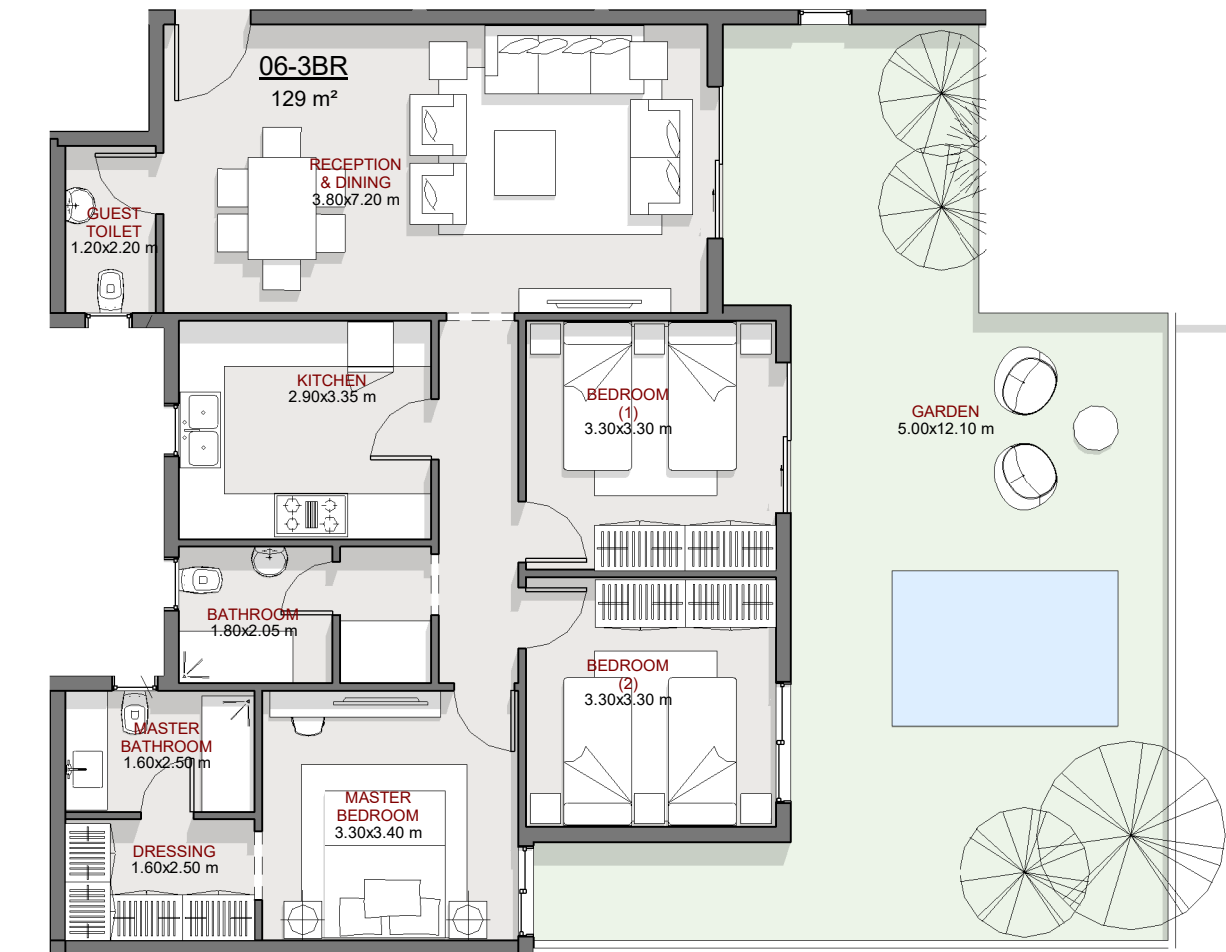 06-3BR
129 m²
RECEPTION
& DINING
3.80x7.20 m
GUEST
TOILET
1.20x2.20 m
KITCHEN
2.90x3.35 m
BEDROOM
(1)
3.30x3.30 m
GARDEN
5.00x12.10 m
BATHROOM
1.80x2.05 m
BEDROOM
(2)
3.30x3.30 m
MASTER
BATHROOM
1.60x2.50 m
MASTER
BEDROOM
3.30x3.40 m
DRESSING
1.60x2.50 m